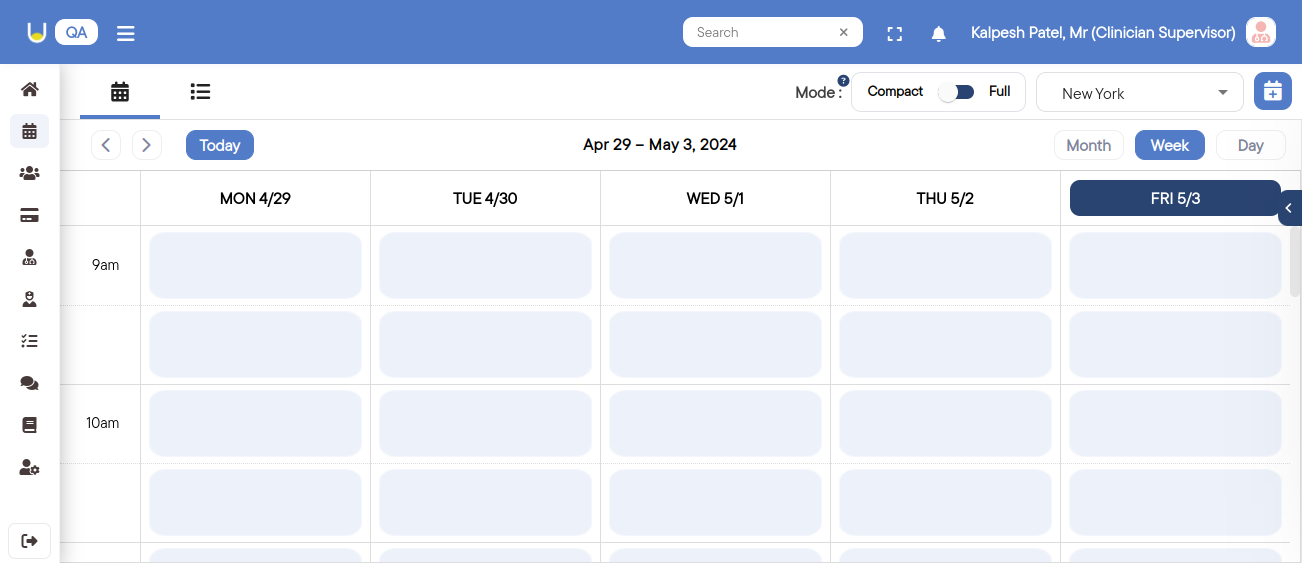 QA
Search
Kalpesh Patel, Mr (Clinician Supervisor)
Mode :
?
Compact
Full
New York
Today
Apr 29 – May 3, 2024
Month
Week
Day
MON 4/29
TUE 4/30
WED 5/1
THU 5/2
FRI 5/3
9am
10am